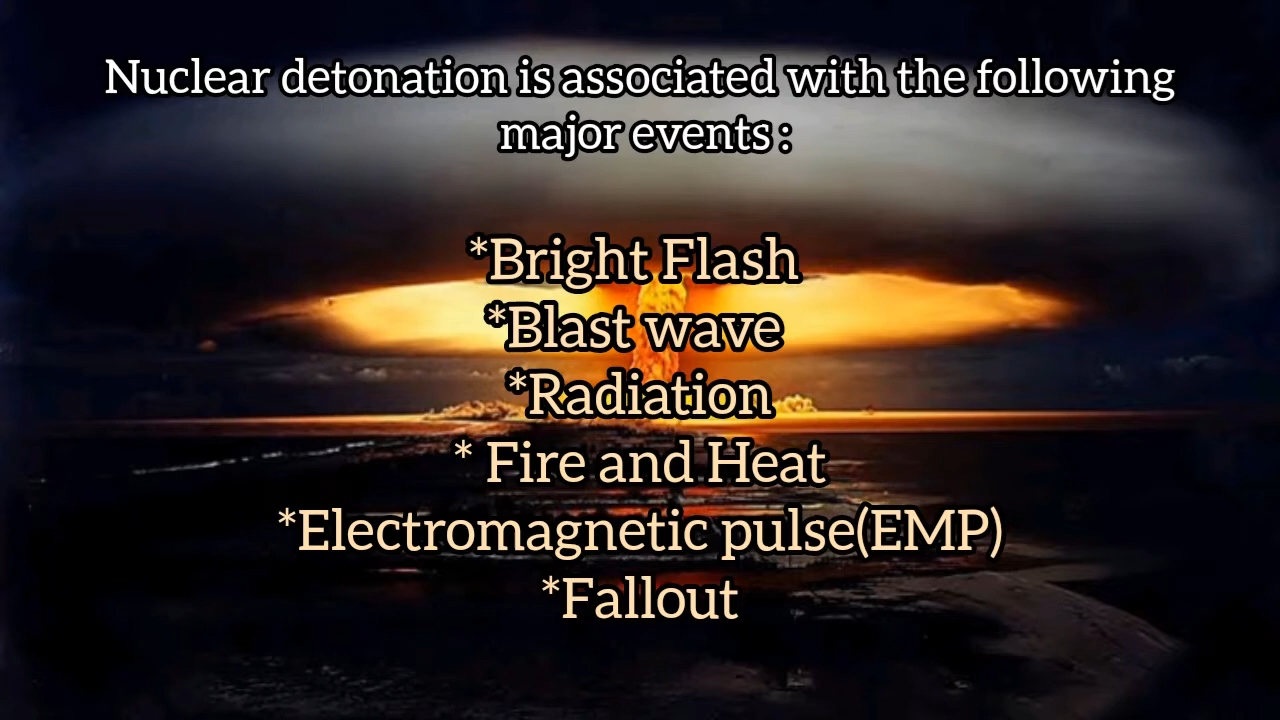 Nuclear detonation is associated with the following
major events :
*Bright Flash
*Blast wave
*Radiation
* Fire and Heat
*Electromagnetic pulse(EMP)
*Fallout